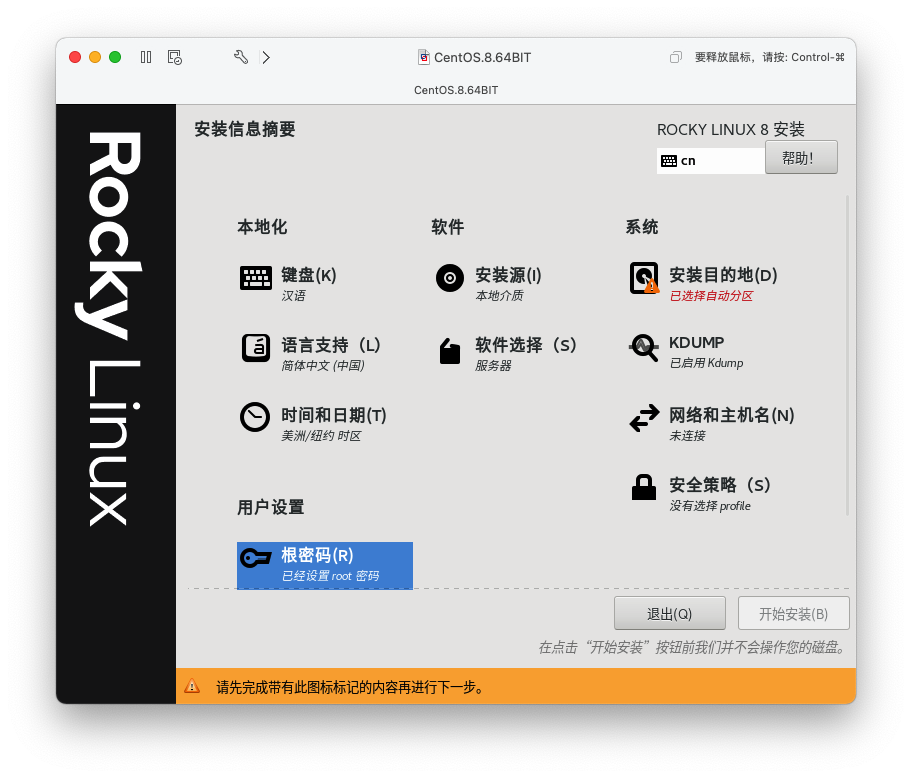 CentOS.8.64BIT
要释放鼠标，请按: Control-⌘
CentOS.8.64BIT
Rocky Linux
安装信息摘要
ROCKY LINUX 8 安装
cn
帮助！
本地化
软件
系统
键盘(K)
汉语
安装源(I)
本地介质
安装目的地(D)
已选择自动分区
语言支持（L）
简体中文 (中国)
软件选择（S）
服务器
KDUMP
已启用 Kdump
时间和日期(T)
美洲/纽约 时区
网络和主机名(N)
未连接
安全策略（S）
没有选择 profile
用户设置
根密码(R)
已经设置 root 密码
退出(Q)
开始安装(B)
在点击“开始安装”按钮前我们并不会操作您的磁盘。
请先完成带有此图标标记的内容再进行下一步。